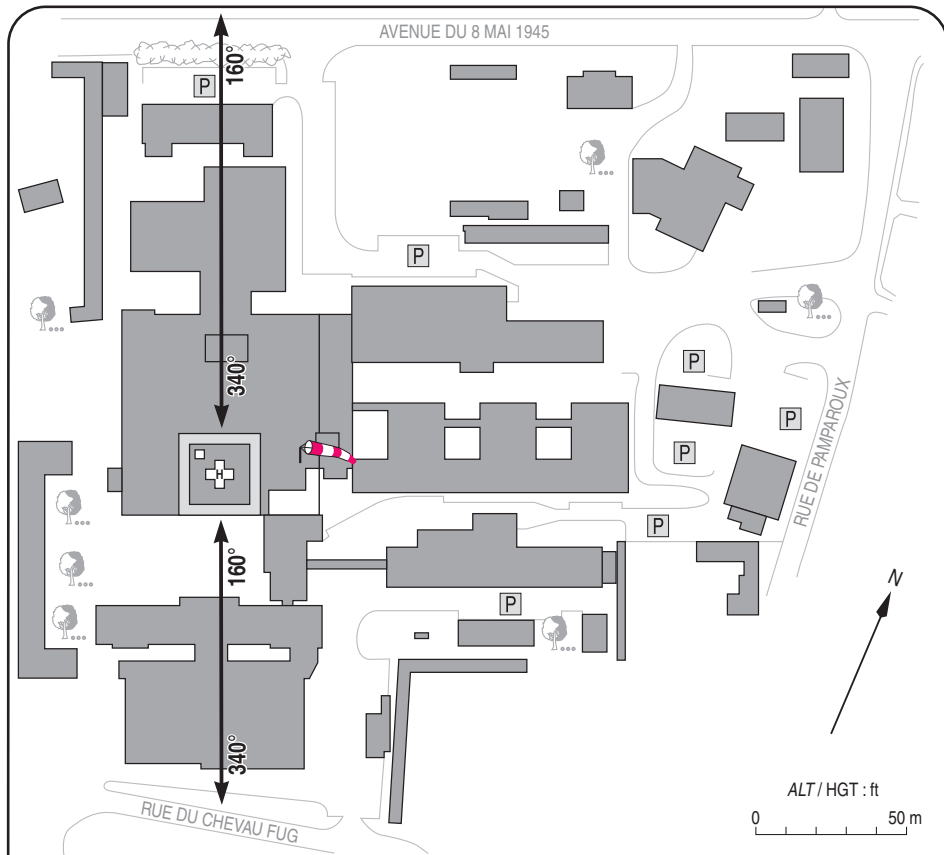 AVENUE DU 8 MAI 1945
160°
P
P
340°
P
P
P
RUE DE PAMPAROUX
H
P
160°
N
P
340°
ALT / HGT : ft
0 50 m
RUE DU CHEVAU FUG